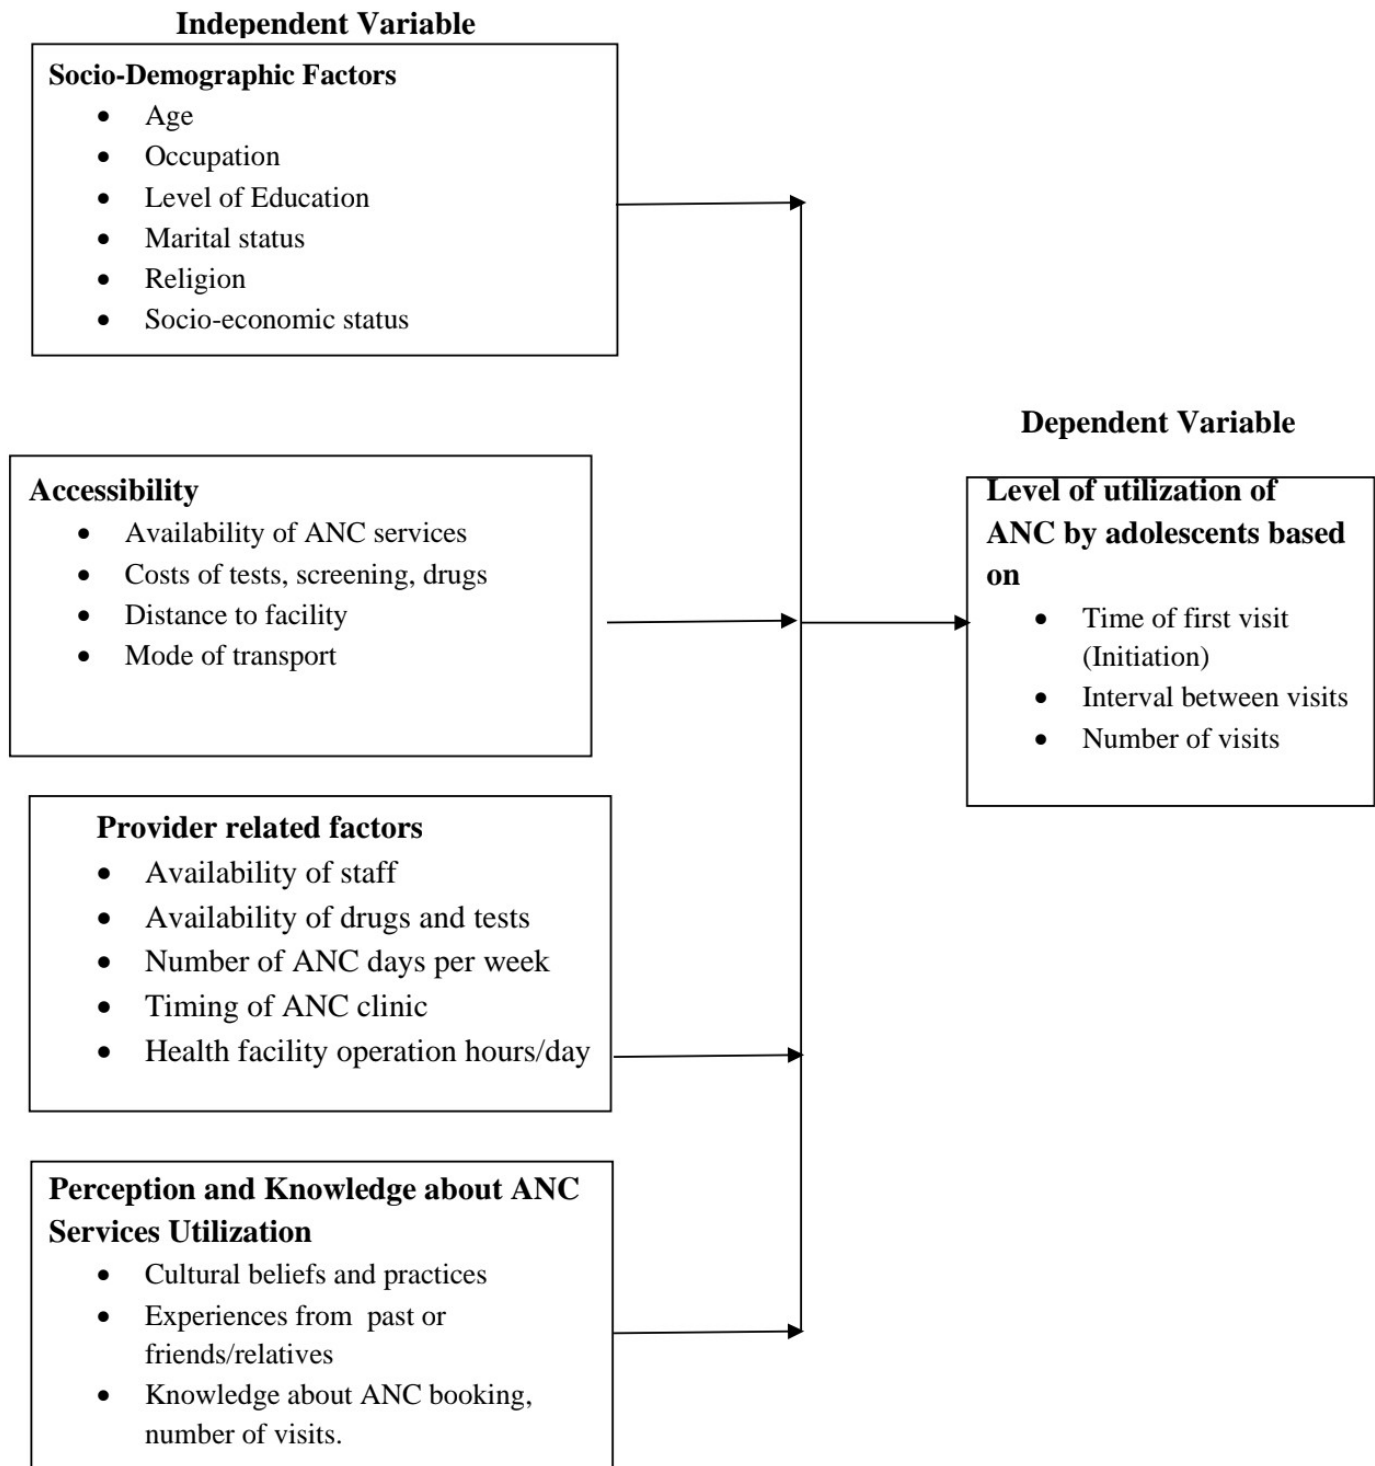 Independent Variable
Socio-Demographic Factors
• Age
• Occupation
• Level of Education
• Marital status
• Religion
• Socio-economic status
Accessibility
• Availability of ANC services
• Costs of tests, screening, drugs
• Distance to facility
• Mode of transport
Provider related factors
• Availability of staff
• Availability of drugs and tests
• Number of ANC days per week
• Timing of ANC clinic
• Health facility operation hours/day
Perception and Knowledge about ANC
Services Utilization
• Cultural beliefs and practices
• Experiences from past or
friends/relatives
• Knowledge about ANC booking,
number of visits.
Dependent Variable
Level of utilization of
ANC by adolescents based
on
• Time of first visit
(Initiation)
• Interval between visits
• Number of visits